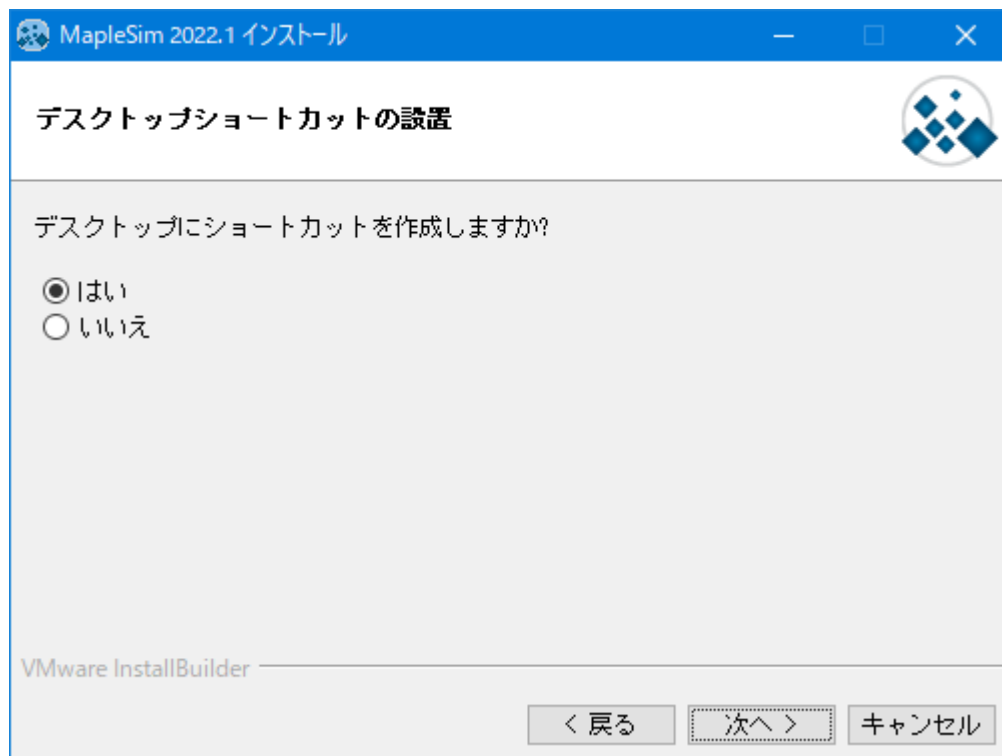 MapleSim 2022.1 インストール
デスクトップショートカットの設置
デスクトップにショートカットを作成しますか?
はい
いいえ
VMware InstallBuilder
< 戻る
次へ >
キャンセル